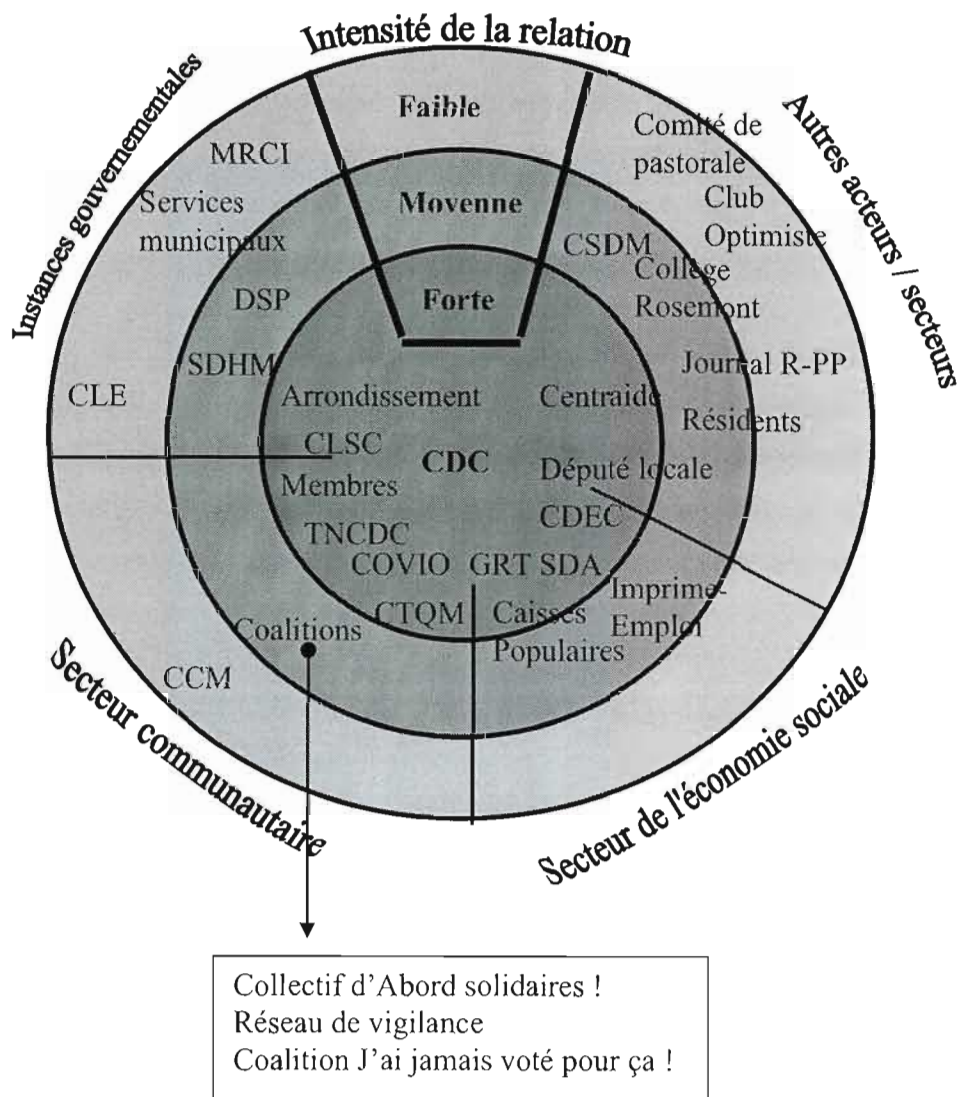 Intensité de la relation
Instances gouvernementales
Autres acteurs / secteurs
Faible
Movenne
Forte
MRCI
Services
municipaux
DSP
SDHM
CLE
Arrondissement
CLSC
Comité de
pastorale
Club
Optimiste
CSDM
Collège
Rosemont
Journal R-PP
Résidents
Centraide
Député locale
CDC
Membres
TNCDC
COVIO
CTQM
Coalitions
CCM
CDEC
GRT SDA
Caisses
Populaires
Imprime-
Emploi
Secteur communautaire
Secteur de l'économie sociale
Collectif d'Abord solidaires !
Réseau de vigilance
Coalition J'ai jamais voté pour ça !